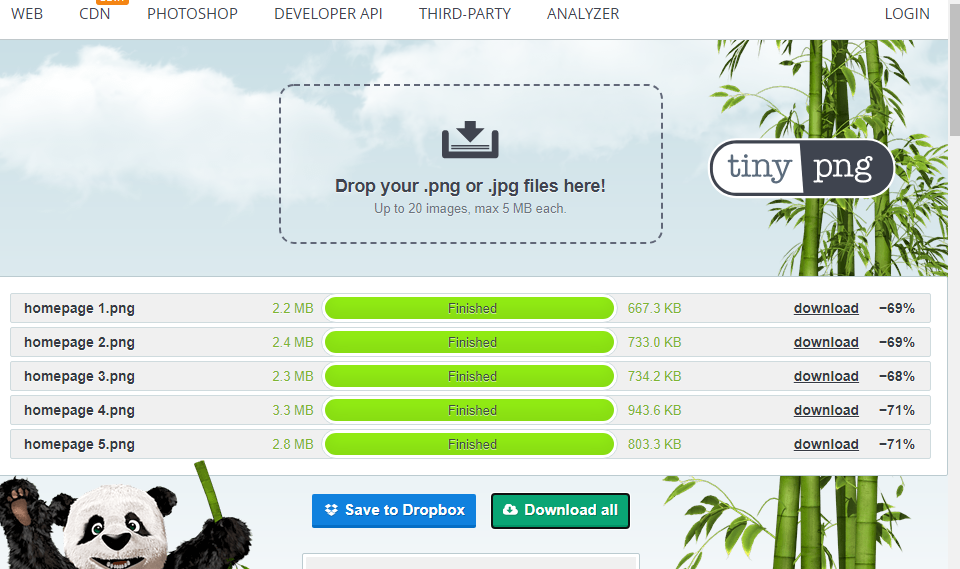 WEB CDN PHOTOSHOP DEVELOPER API THIRD-PARTY ANALYZER LOGIN
Drop your .png or .jpg files here!
Up to 20 images, max 5 MB each.
tiny png
homepage 1.png 2.2 MB Finished 667.3 KB download −69%
homepage 2.png 2.4 MB Finished 733.0 KB download −69%
homepage 3.png 2.3 MB Finished 734.2 KB download −68%
homepage 4.png 3.3 MB Finished 943.6 KB download −71%
homepage 5.png 2.8 MB Finished 803.3 KB download −71%
Save to Dropbox Download all